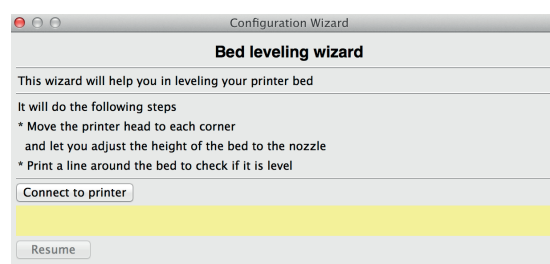 Configuration Wizard
Bed leveling wizard
This wizard will help you in leveling your printer bed
It will do the following steps
* Move the printer head to each corner
and let you adjust the height of the bed to the nozzle
* Print a line around the bed to check if it is level
Connect to printer
Resume